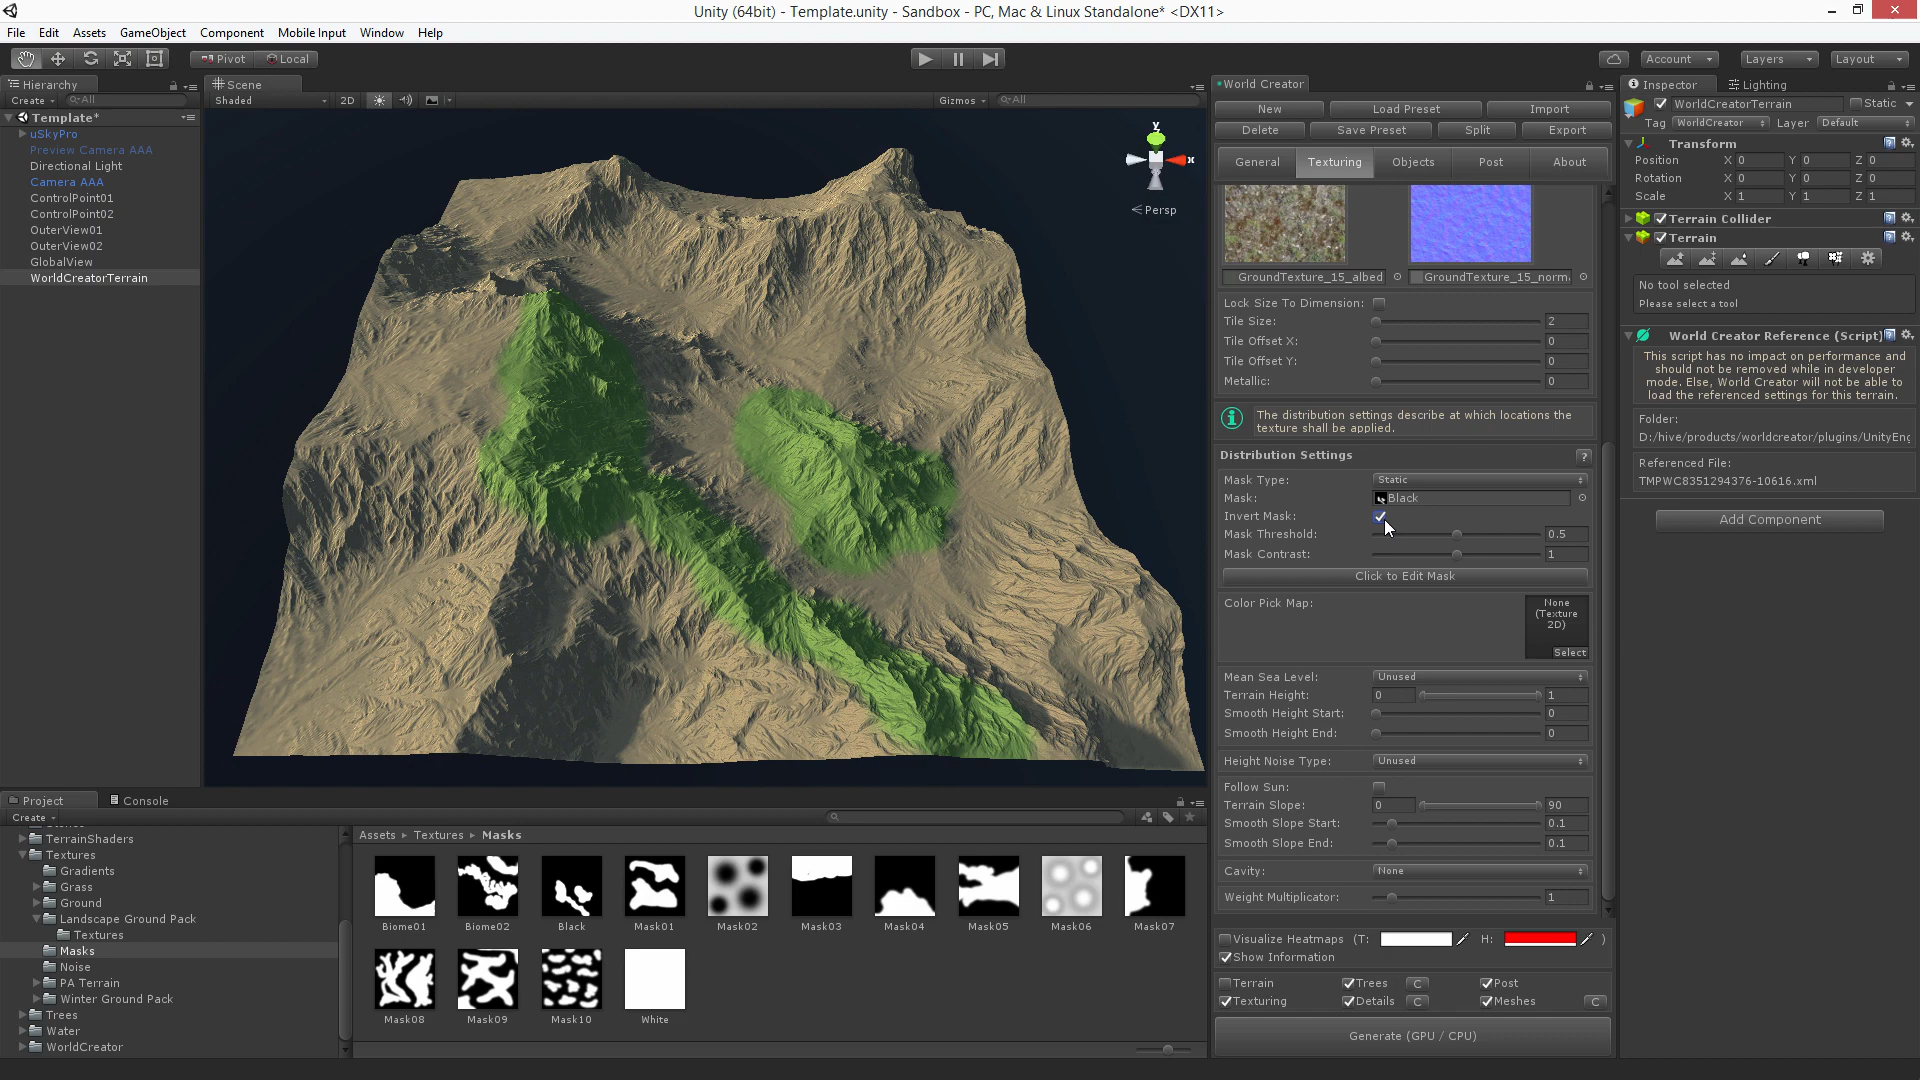 Unity (64bit) - Template.unity - Sandbox - PC, Mac & Linux Standalone* <DX11>
File Edit Assets GameObject Component Mobile Input Window Help
Pivot Local Account Layers Layout
Hierarchy
Create All
Template*
uSkyPro
Preview Camera AAA
Directional Light
Camera AAA
ControlPoint01
ControlPoint02
OuterView01
OuterView02
GlobalView
WorldCreatorTerrain
Scene
Shaded 2D Gizmos All
y
x
Persp
World Creator
New Load Preset Import
Delete Save Preset Split Export
General Texturing Objects Post About
GroundTexture_15_albed GroundTexture_15_norm
Lock Size To Dimension:
Tile Size: 2
Tile Offset X: 0
Tile Offset Y: 0
Metallic: 0
The distribution settings describe at which locations the
texture shall be applied.
Distribution Settings ?
Mask Type: Static
Mask: Black
Invert Mask:
Mask Threshold: 0.5
Mask Contrast: 1
Click to Edit Mask
Color Pick Map: None
(Texture
2D)
Select
Mean Sea Level: Unused
Terrain Height: 0 1
Smooth Height Start: 0
Smooth Height End: 0
Height Noise Type: Unused
Follow Sun:
Terrain Slope: 0 90
Smooth Slope Start: 0.1
Smooth Slope End: 0.1
Cavity: None
Weight Multiplicator: 1
Visualize Heatmaps (T: H: )
Show Information
Terrain Trees C Post
Texturing Details C Meshes C
Generate (GPU / CPU)
Inspector Lighting
WorldCreatorTerrain Static
Tag WorldCreator Layer Default
Transform
Position X 0 Y 0 Z 0
Rotation X 0 Y 0 Z 0
Scale X 1 Y 1 Z 1
Terrain Collider
Terrain
No tool selected
Please select a tool
World Creator Reference (Script)
This script has no impact on performance and
should not be removed while in developer
mode. Else, World Creator will not be able to
load the referenced settings for this terrain.
Folder:
D:/hive/products/worldcreator/plugins/UnityEng
Referenced File:
TMPWC8351294376-10616.xml
Add Component
Project Console
Create
TerrainShaders
Textures
Gradients
Grass
Ground
Landscape Ground Pack
Textures
Masks
Noise
PA Terrain
Winter Ground Pack
Trees
Water
WorldCreator
Assets Textures Masks
Biome01 Biome02 Black Mask01 Mask02 Mask03 Mask04 Mask05 Mask06 Mask07
Mask08 Mask09 Mask10 White